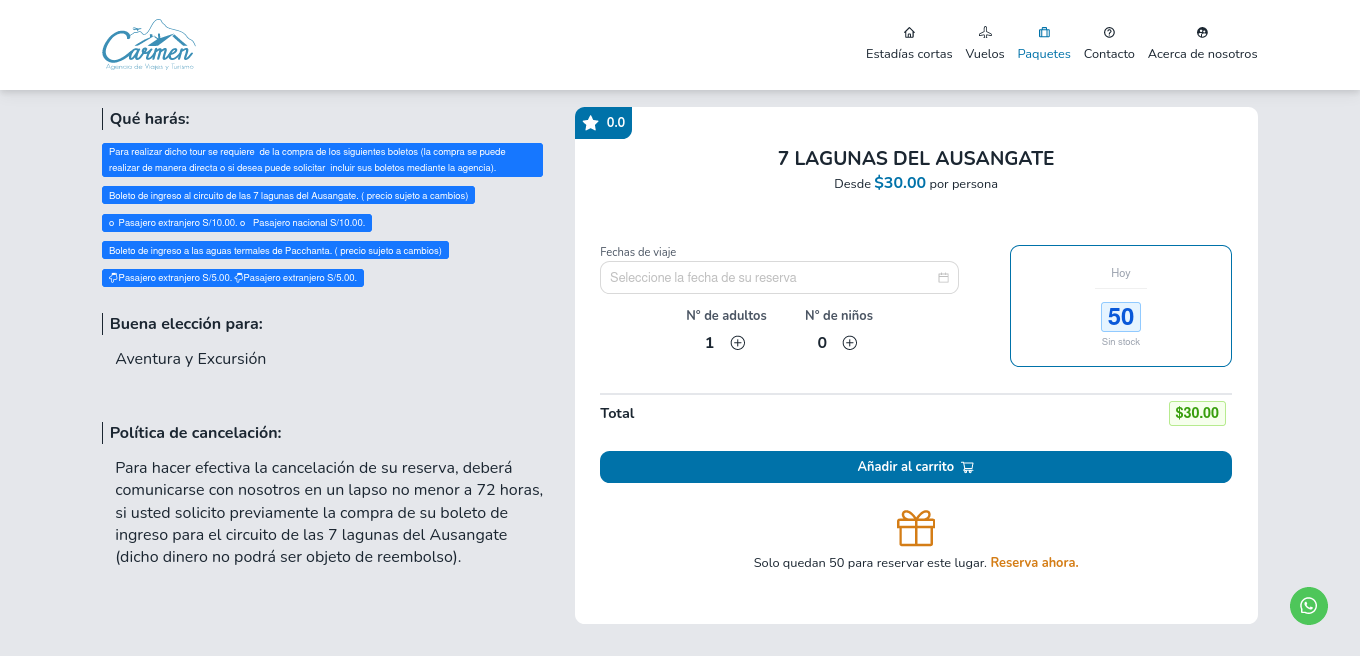 Carmen
Agencia de Viajes y Turismo
Estadías cortas
Vuelos
Paquetes
Contacto
Acerca de nosotros
Qué harás:
Para realizar dicho tour se requiere  de la compra de los siguientes boletos (la compra se puede
realizar de manera directa o si desea puede solicitar  incluir sus boletos mediante la agencia).
Boleto de ingreso al circuito de las 7 lagunas del Ausangate. ( precio sujeto a cambios)
o  Pasajero extranjero S/10.00. o   Pasajero nacional S/10.00.
Boleto de ingreso a las aguas termales de Pacchanta. ( precio sujeto a cambios)
Pasajero extranjero S/5.00. Pasajero extranjero S/5.00.
Buena elección para:
Aventura y Excursión
Política de cancelación:
Para hacer efectiva la cancelación de su reserva, deberá
comunicarse con nosotros en un lapso no menor a 72 horas,
si usted solicito previamente la compra de su boleto de
ingreso para el circuito de las 7 lagunas del Ausangate
(dicho dinero no podrá ser objeto de reembolso).
0.0
7 LAGUNAS DEL AUSANGATE
Desde $30.00 por persona
Fechas de viaje
Seleccione la fecha de su reserva
N° de adultos
1
N° de niños
0
Hoy
50
Sin stock
Total
$30.00
Añadir al carrito
Solo quedan 50 para reservar este lugar. Reserva ahora.